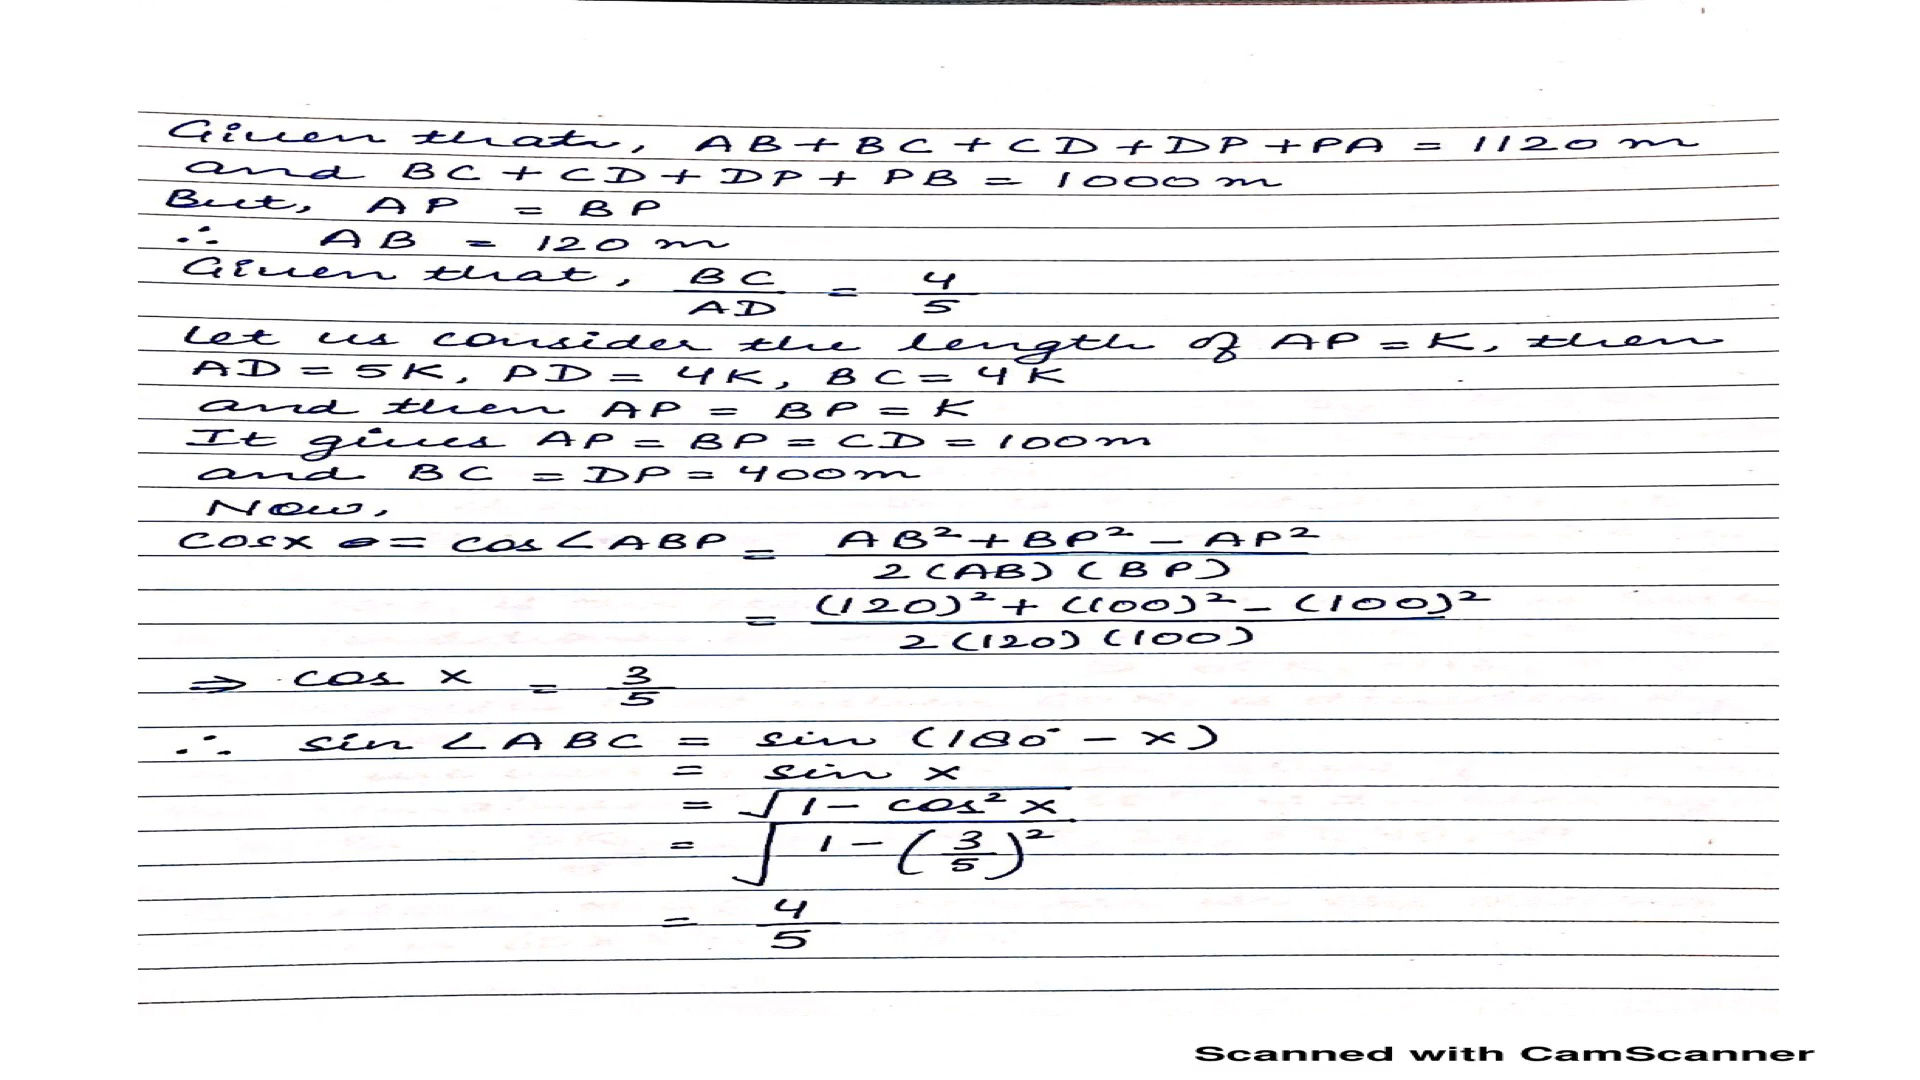 Given that, AB + BC + CD + DP + PA = 1120 m
and BC + CD + DP + PB = 1000 m
But, AP = BP
∴ AB = 120 m
Given that, BC/AD = 4/5
Let us consider the length of AP = K, then
AD = 5K, PD = 4K, BC = 4K
and then AP = BP = K
It gives AP = BP = CD = 100m
and BC = DP = 400m
Now,
cosx = cos∠ABP = (AB² + BP² - AP²)/(2(AB)(BP))
= ((120)² + (100)² - (100)²)/(2(120)(100))
⇒ cos x = 3/5
∴ sin∠ABC = sin(180° - x)
= sin x
= √(1 - cos² x)
= √(1 - (3/5)²)
= 4/5
Scanned with CamScanner